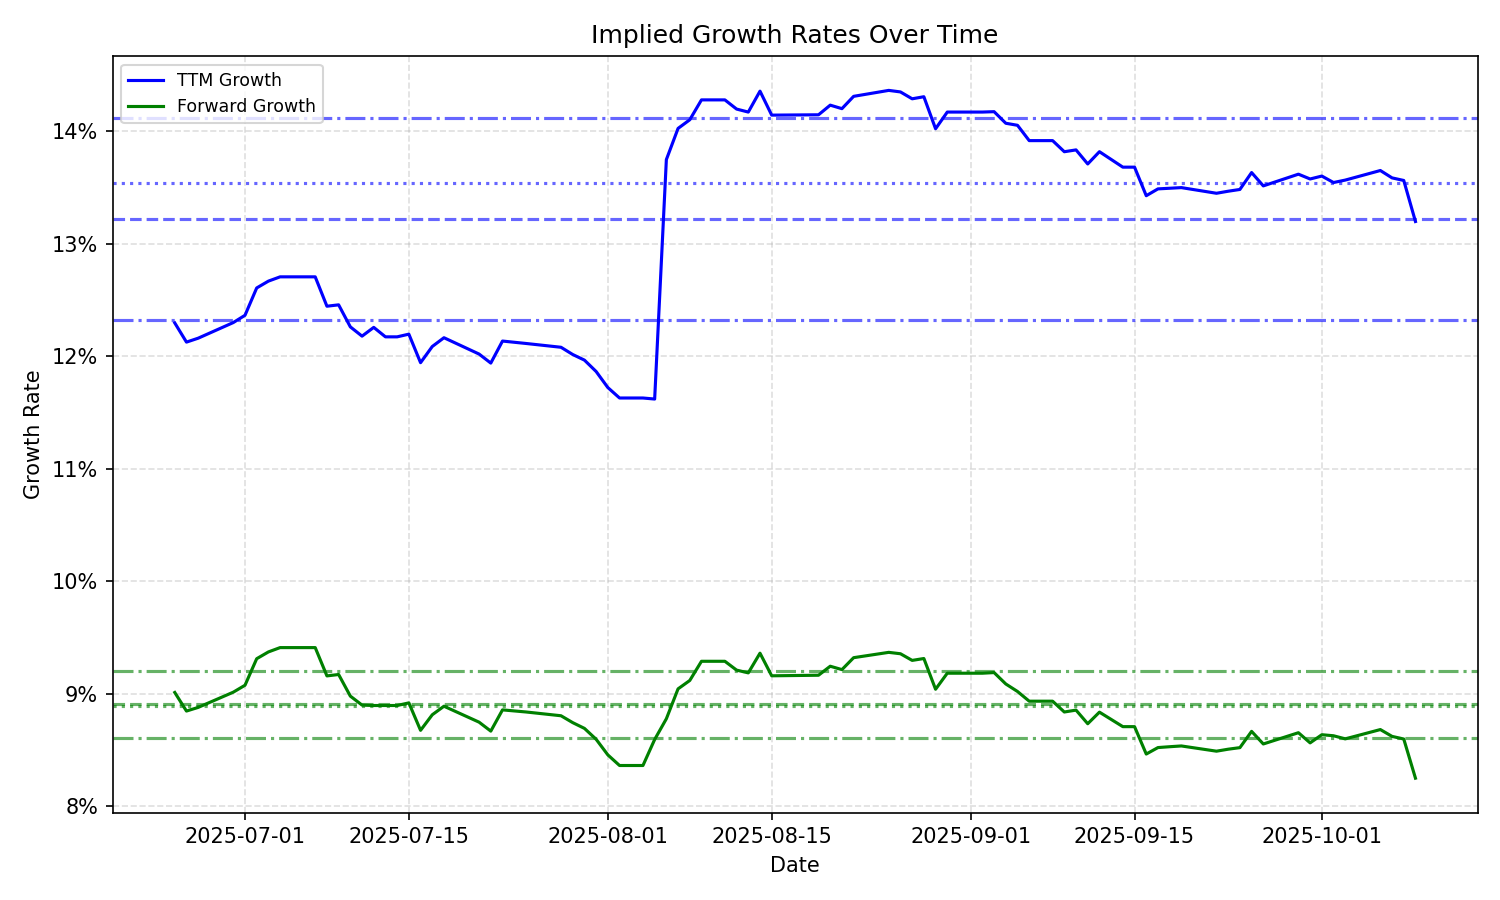 Implied Growth Rates Over Time
TTM Growth
Forward Growth
14%
13%
12%
11%
10%
9%
8%
Growth Rate
2025-07-01
2025-07-15
2025-08-01
2025-08-15
2025-09-01
2025-09-15
2025-10-01
Date